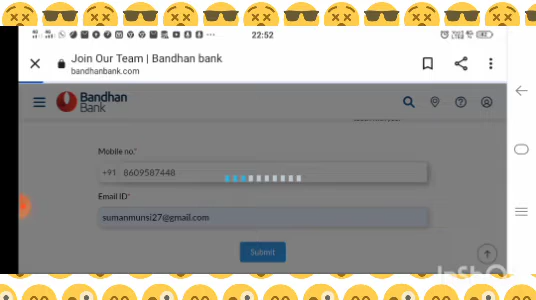 22:52
Join Our Team | Bandhan bank
bandhanbank.com
Bandhan
Bank
Mobile no.*
+91 8609587448
Email ID*
sumanmunsi27@gmail.com
Submit
InShO